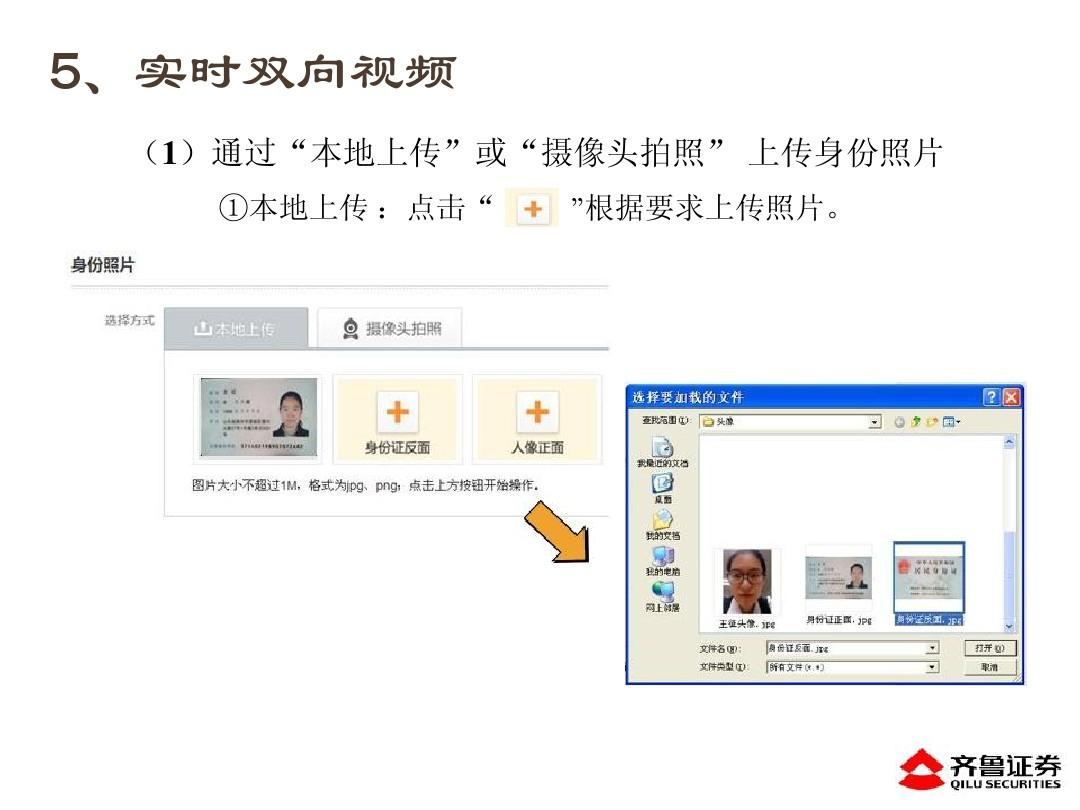 5、实时双向视频
（1）通过“本地上传”或“摄像头拍照” 上传身份照片
①本地上传 ：点击“ + ”根据要求上传照片。
身份照片
选择方式
本地上传
摄像头拍照
身份证反面
人像正面
图片大小不超过1M，格式为jpg、png；点击上方按钮开始操作．
选择要加载的文件
查找范围(I):
头像
我最近的文档
桌面
我的文档
我的电脑
网上邻居
王征头像.jpg
身份证正面.jpg
身份证反面.jpg
文件名(N):
身份证反面.jpg
打开(O)
文件类型(T):
所有文件(*.*)
取消
齐鲁证券
QILU SECURITIES